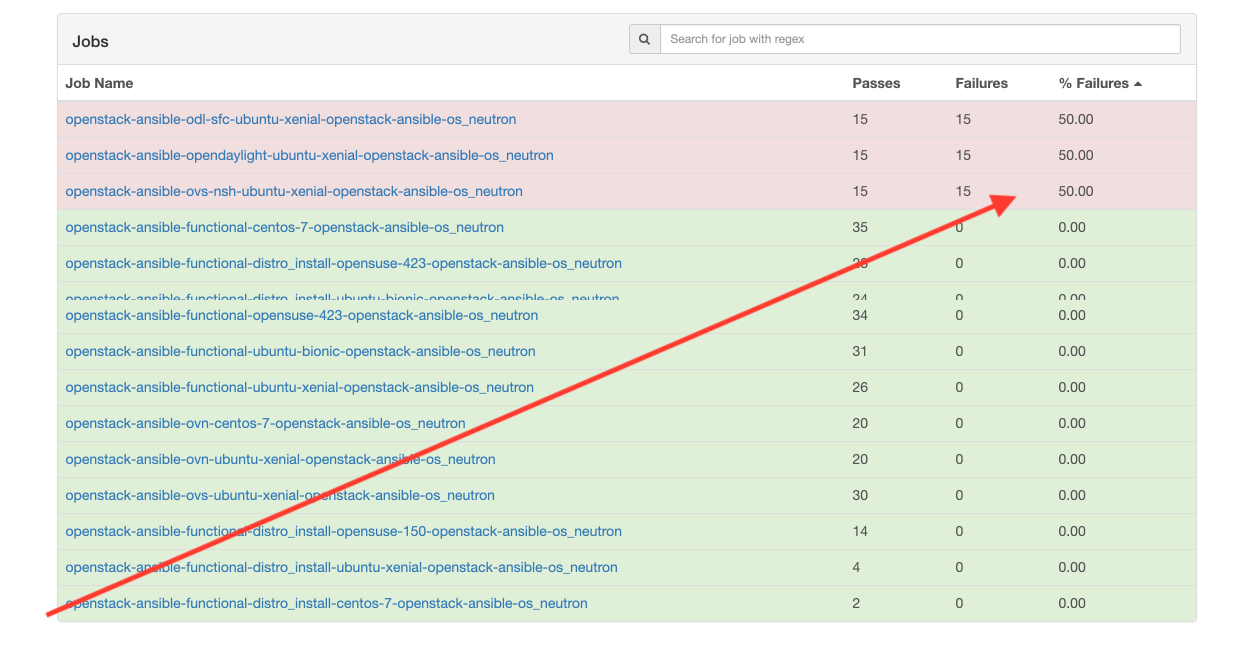 Jobs
Search for job with regex
Job Name Passes Failures % Failures
openstack-ansible-odl-sfc-ubuntu-xenial-openstack-ansible-os_neutron 15 15 50.00
openstack-ansible-opendaylight-ubuntu-xenial-openstack-ansible-os_neutron 15 15 50.00
openstack-ansible-ovs-nsh-ubuntu-xenial-openstack-ansible-os_neutron 15 15 50.00
openstack-ansible-functional-centos-7-openstack-ansible-os_neutron 35 0 0.00
openstack-ansible-functional-distro_install-opensuse-423-openstack-ansible-os_neutron 0 0.00
openstack-ansible-functional-distro_install-ubuntu-bionic-openstack-ansible-os_neutron 24 0 0.00
openstack-ansible-functional-opensuse-423-openstack-ansible-os_neutron 34 0 0.00
openstack-ansible-functional-ubuntu-bionic-openstack-ansible-os_neutron 31 0 0.00
openstack-ansible-functional-ubuntu-xenial-openstack-ansible-os_neutron 26 0 0.00
openstack-ansible-ovn-centos-7-openstack-ansible-os_neutron 20 0 0.00
openstack-ansible-ovn-ubuntu-xenial-openstack-ansible-os_neutron 20 0 0.00
openstack-ansible-ovs-ubuntu-xenial-openstack-ansible-os_neutron 30 0 0.00
openstack-ansible-functional-distro_install-opensuse-150-openstack-ansible-os_neutron 14 0 0.00
openstack-ansible-functional-distro_install-ubuntu-xenial-openstack-ansible-os_neutron 4 0 0.00
openstack-ansible-functional-distro_install-centos-7-openstack-ansible-os_neutron 2 0 0.00